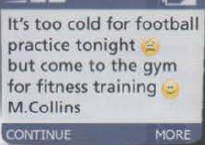 It's too cold for football
practice tonight ☹
but come to the gym
for fitness training 🙂
M.Collins
CONTINUE MORE